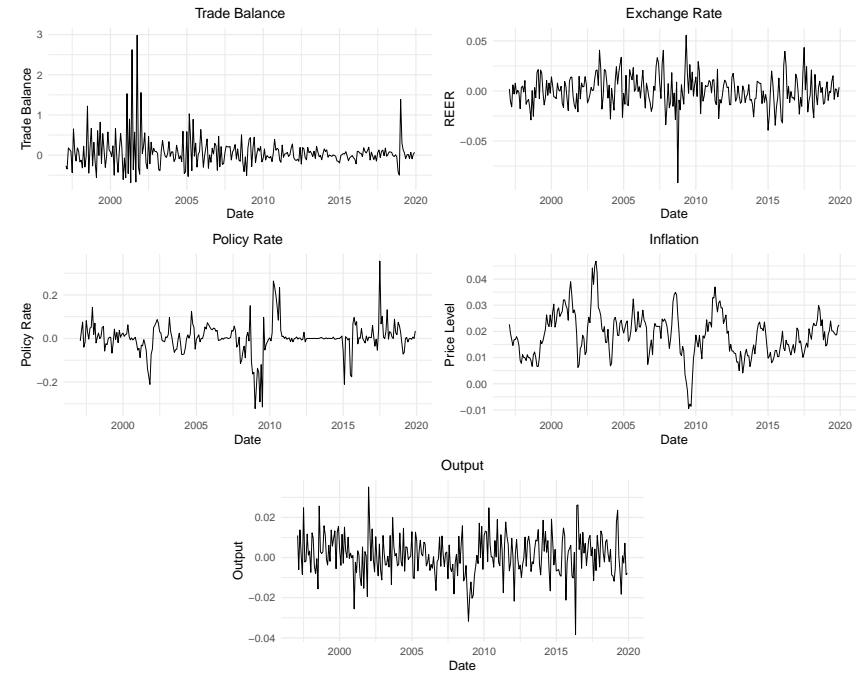 Trade Balance
3
2
1
0
Trade Balance
2000 2005 2010 2015 2020
Date
Exchange Rate
0.05
0.00
−0.05
REER
2000 2005 2010 2015 2020
Date
Policy Rate
0.2
0.0
−0.2
Policy Rate
2000 2005 2010 2015 2020
Date
Inflation
0.04
0.03
0.02
0.01
0.00
−0.01
Price Level
2000 2005 2010 2015 2020
Date
Output
0.02
0.00
−0.02
−0.04
Output
2000 2005 2010 2015 2020
Date